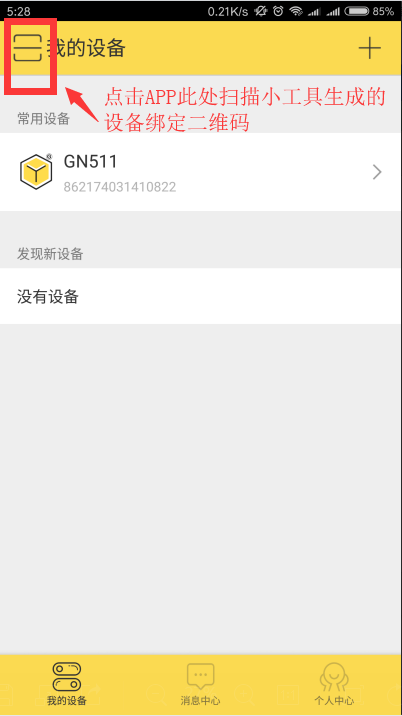 5:28
0.21K/s
85%
我的设备
点击APP此处扫描小工具生成的
设备绑定二维码
常用设备
GN511
862174031410822
发现新设备
没有设备
我的设备
消息中心
个人中心